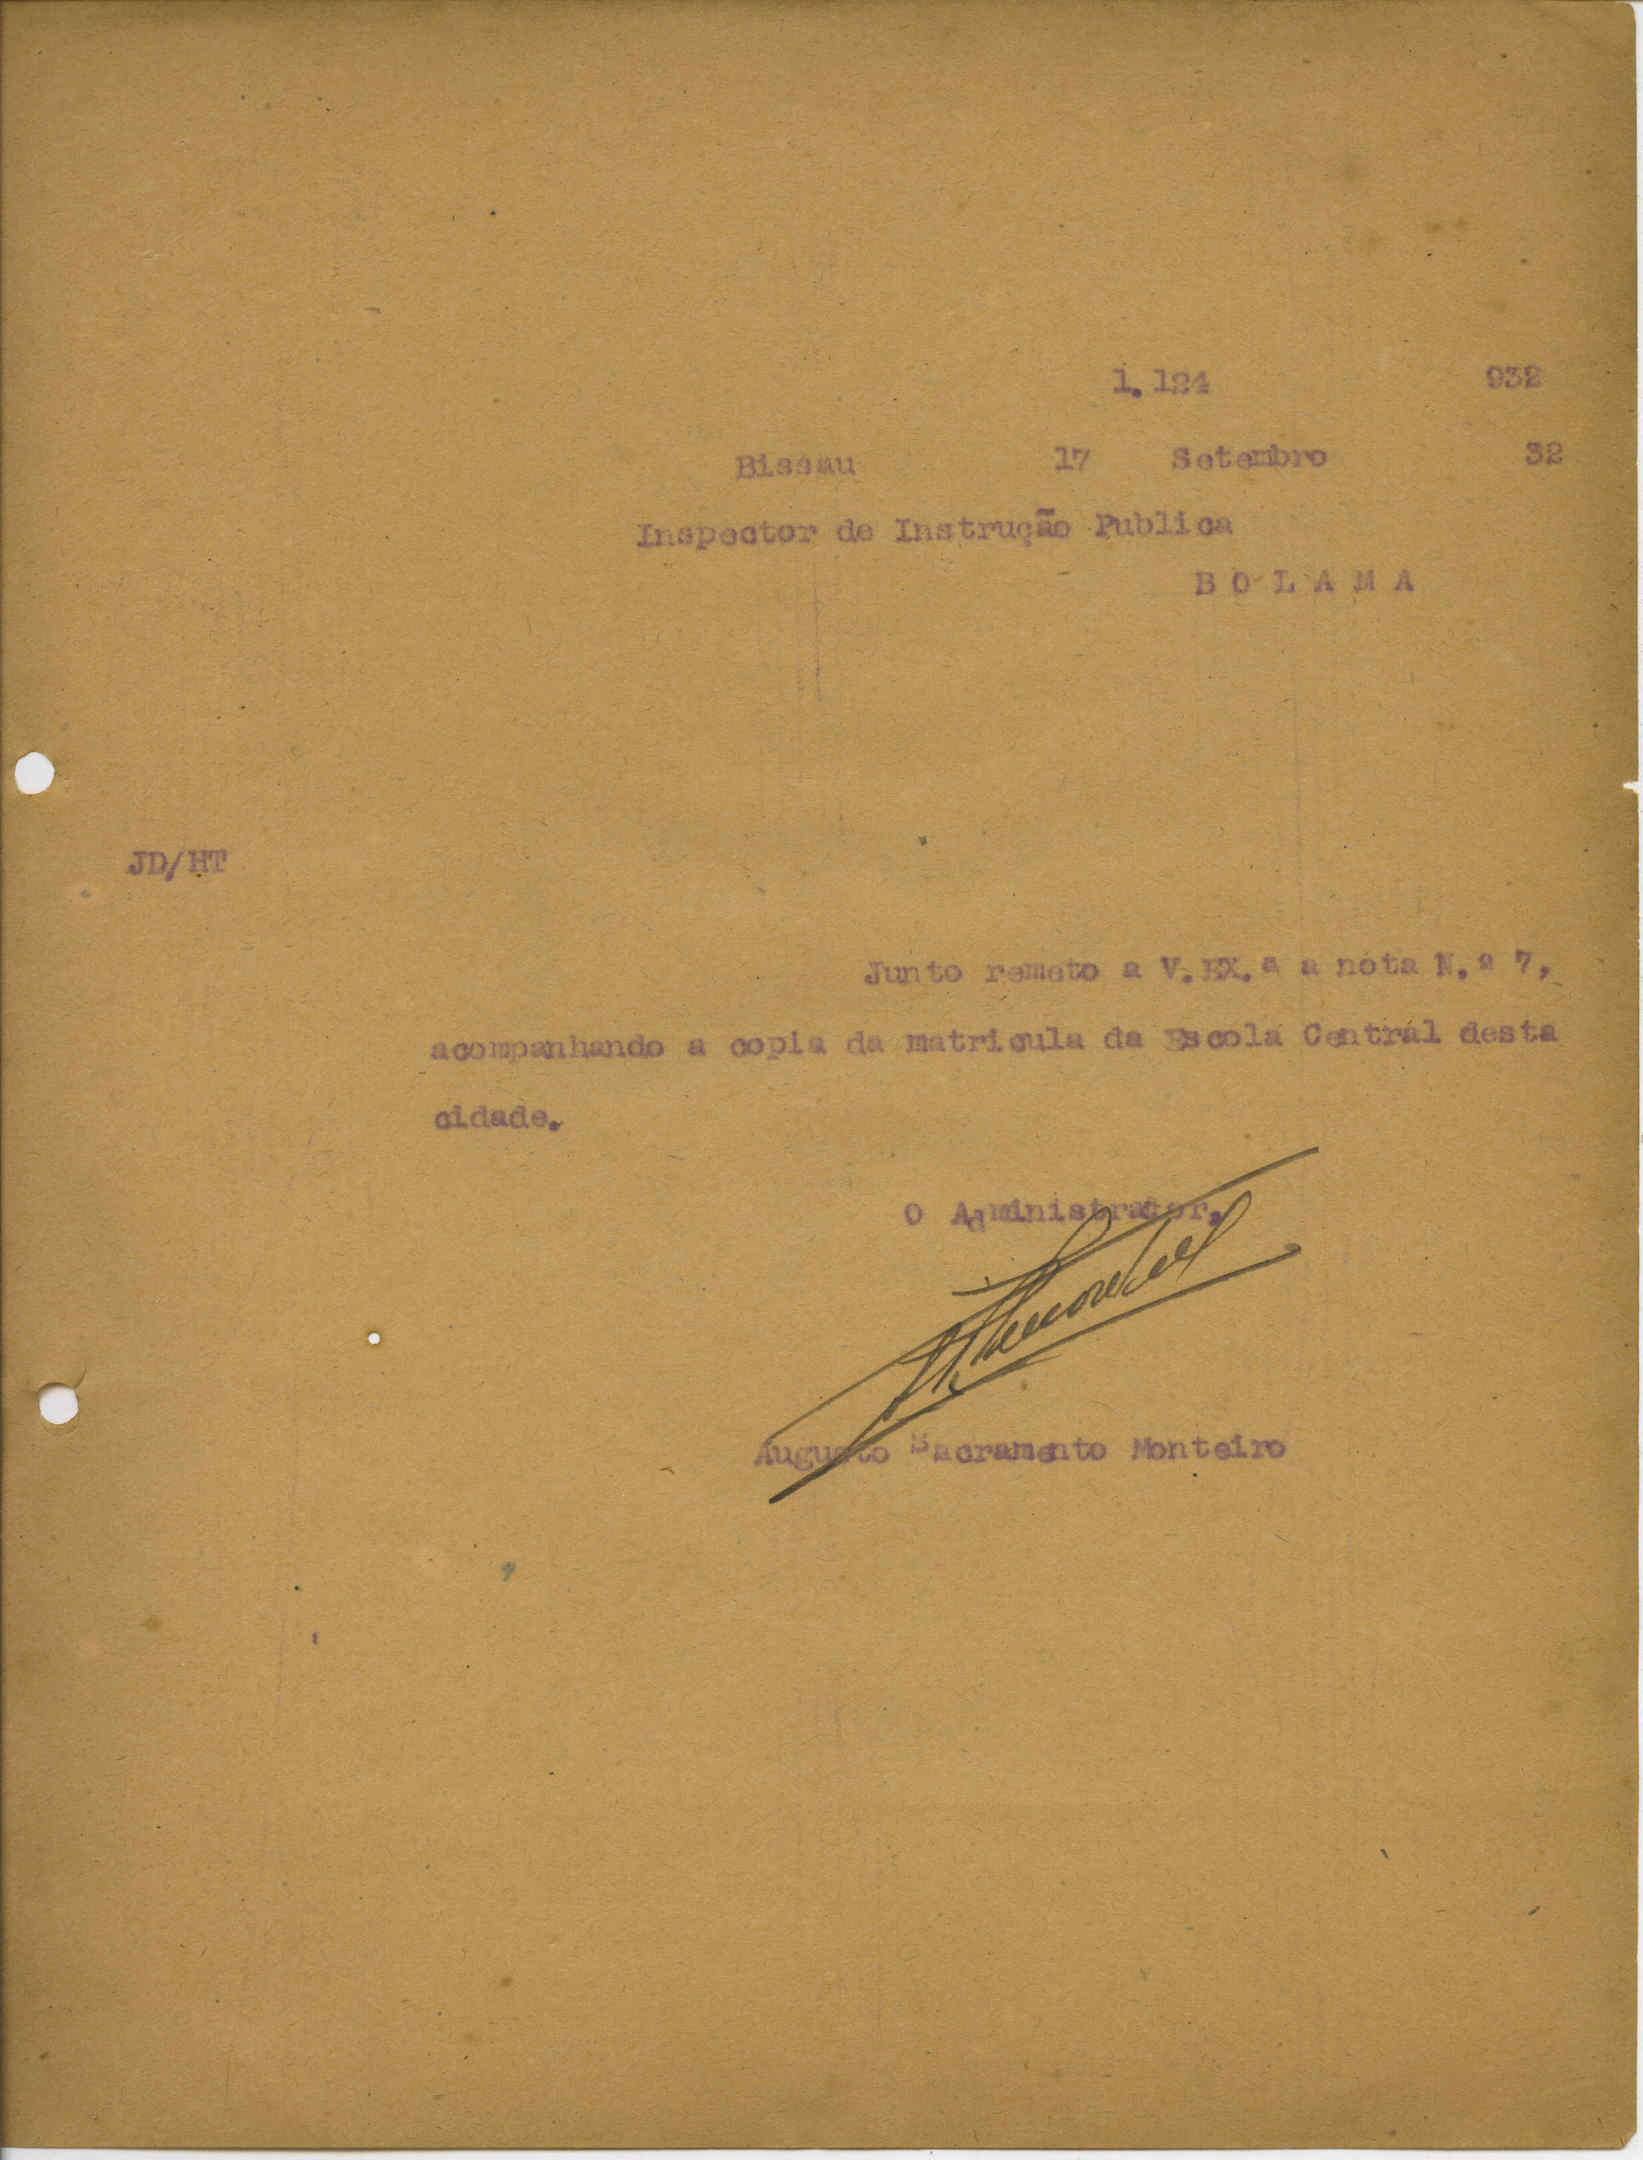 1.124 932
Bissau 17 Setembro 32
Inspector de Instrução Publica
B O L A M A
JD/HT
Junto remeto a V.EX.ª a nota N.º 7,
acompanhando a copia da matricula da Escola Central desta
cidade.
O Administrador,
Augusto Sacramento Monteiro